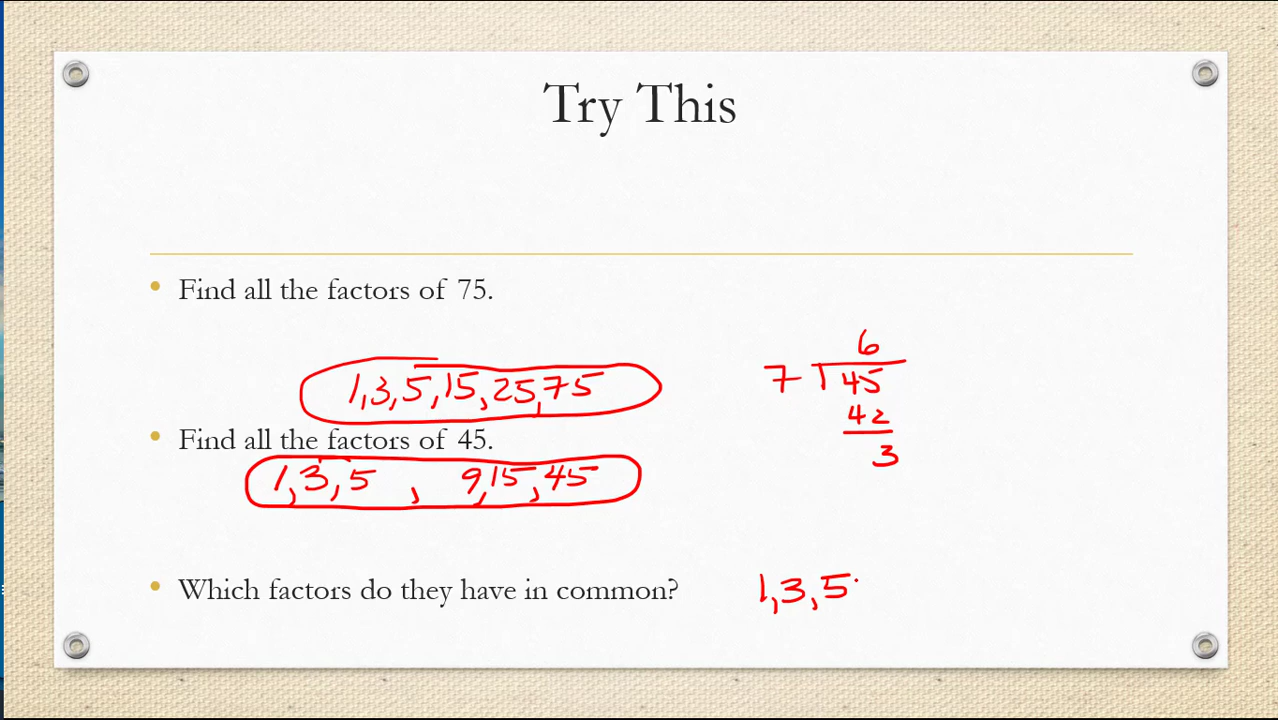 Try This
• Find all the factors of 75.
1,3,5,15,25,75
• Find all the factors of 45.
1,3,5, 9,15,45
6
7 45
42
3
• Which factors do they have in common? 1,3,5